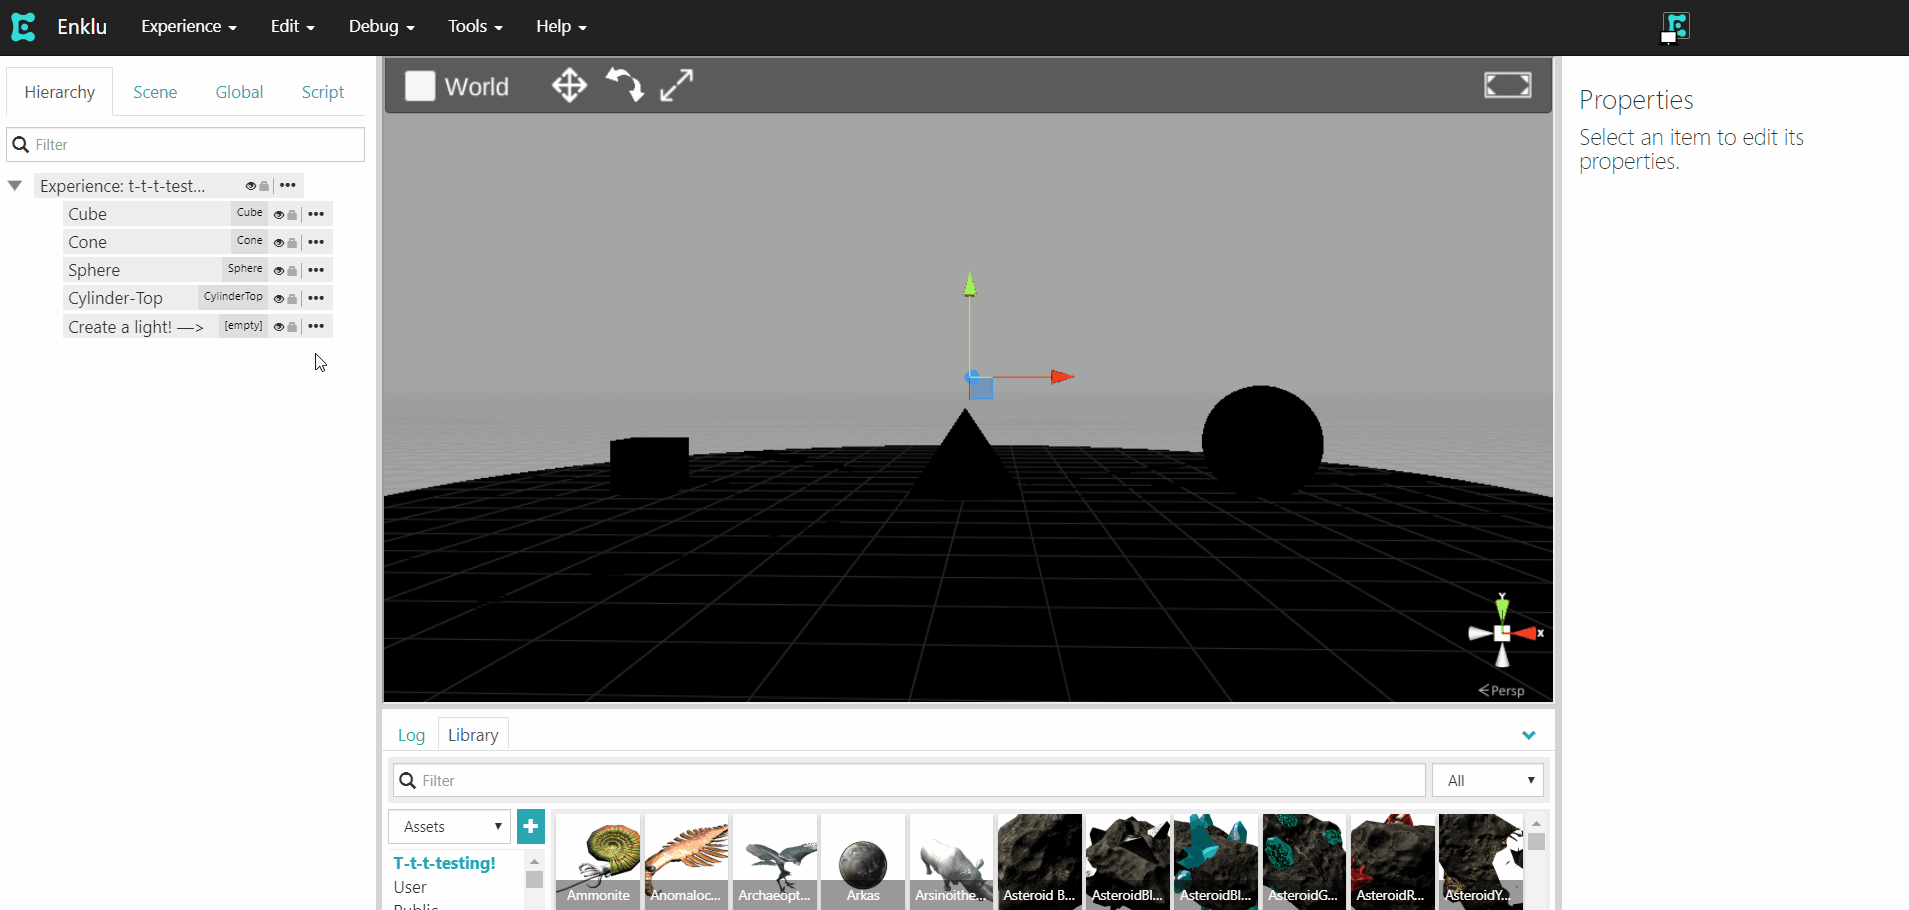 Enklu Experience Edit Debug Tools Help
Hierarchy Scene Global Script
Filter
Experience: t-t-t-test...
Cube Cube
Cone Cone
Sphere Sphere
Cylinder-Top CylinderTop
Create a light! —> [empty]
World
Y
x
<Persp
Properties
Select an item to edit its
properties.
Log Library
Filter All
Assets
T-t-t-testing!
User
Public
Ammonite Anomaloc... Archaeopt... Arkas Arsinoithe... Asteroid B... AsteroidBl... AsteroidBl... AsteroidG... AsteroidR... AsteroidY...